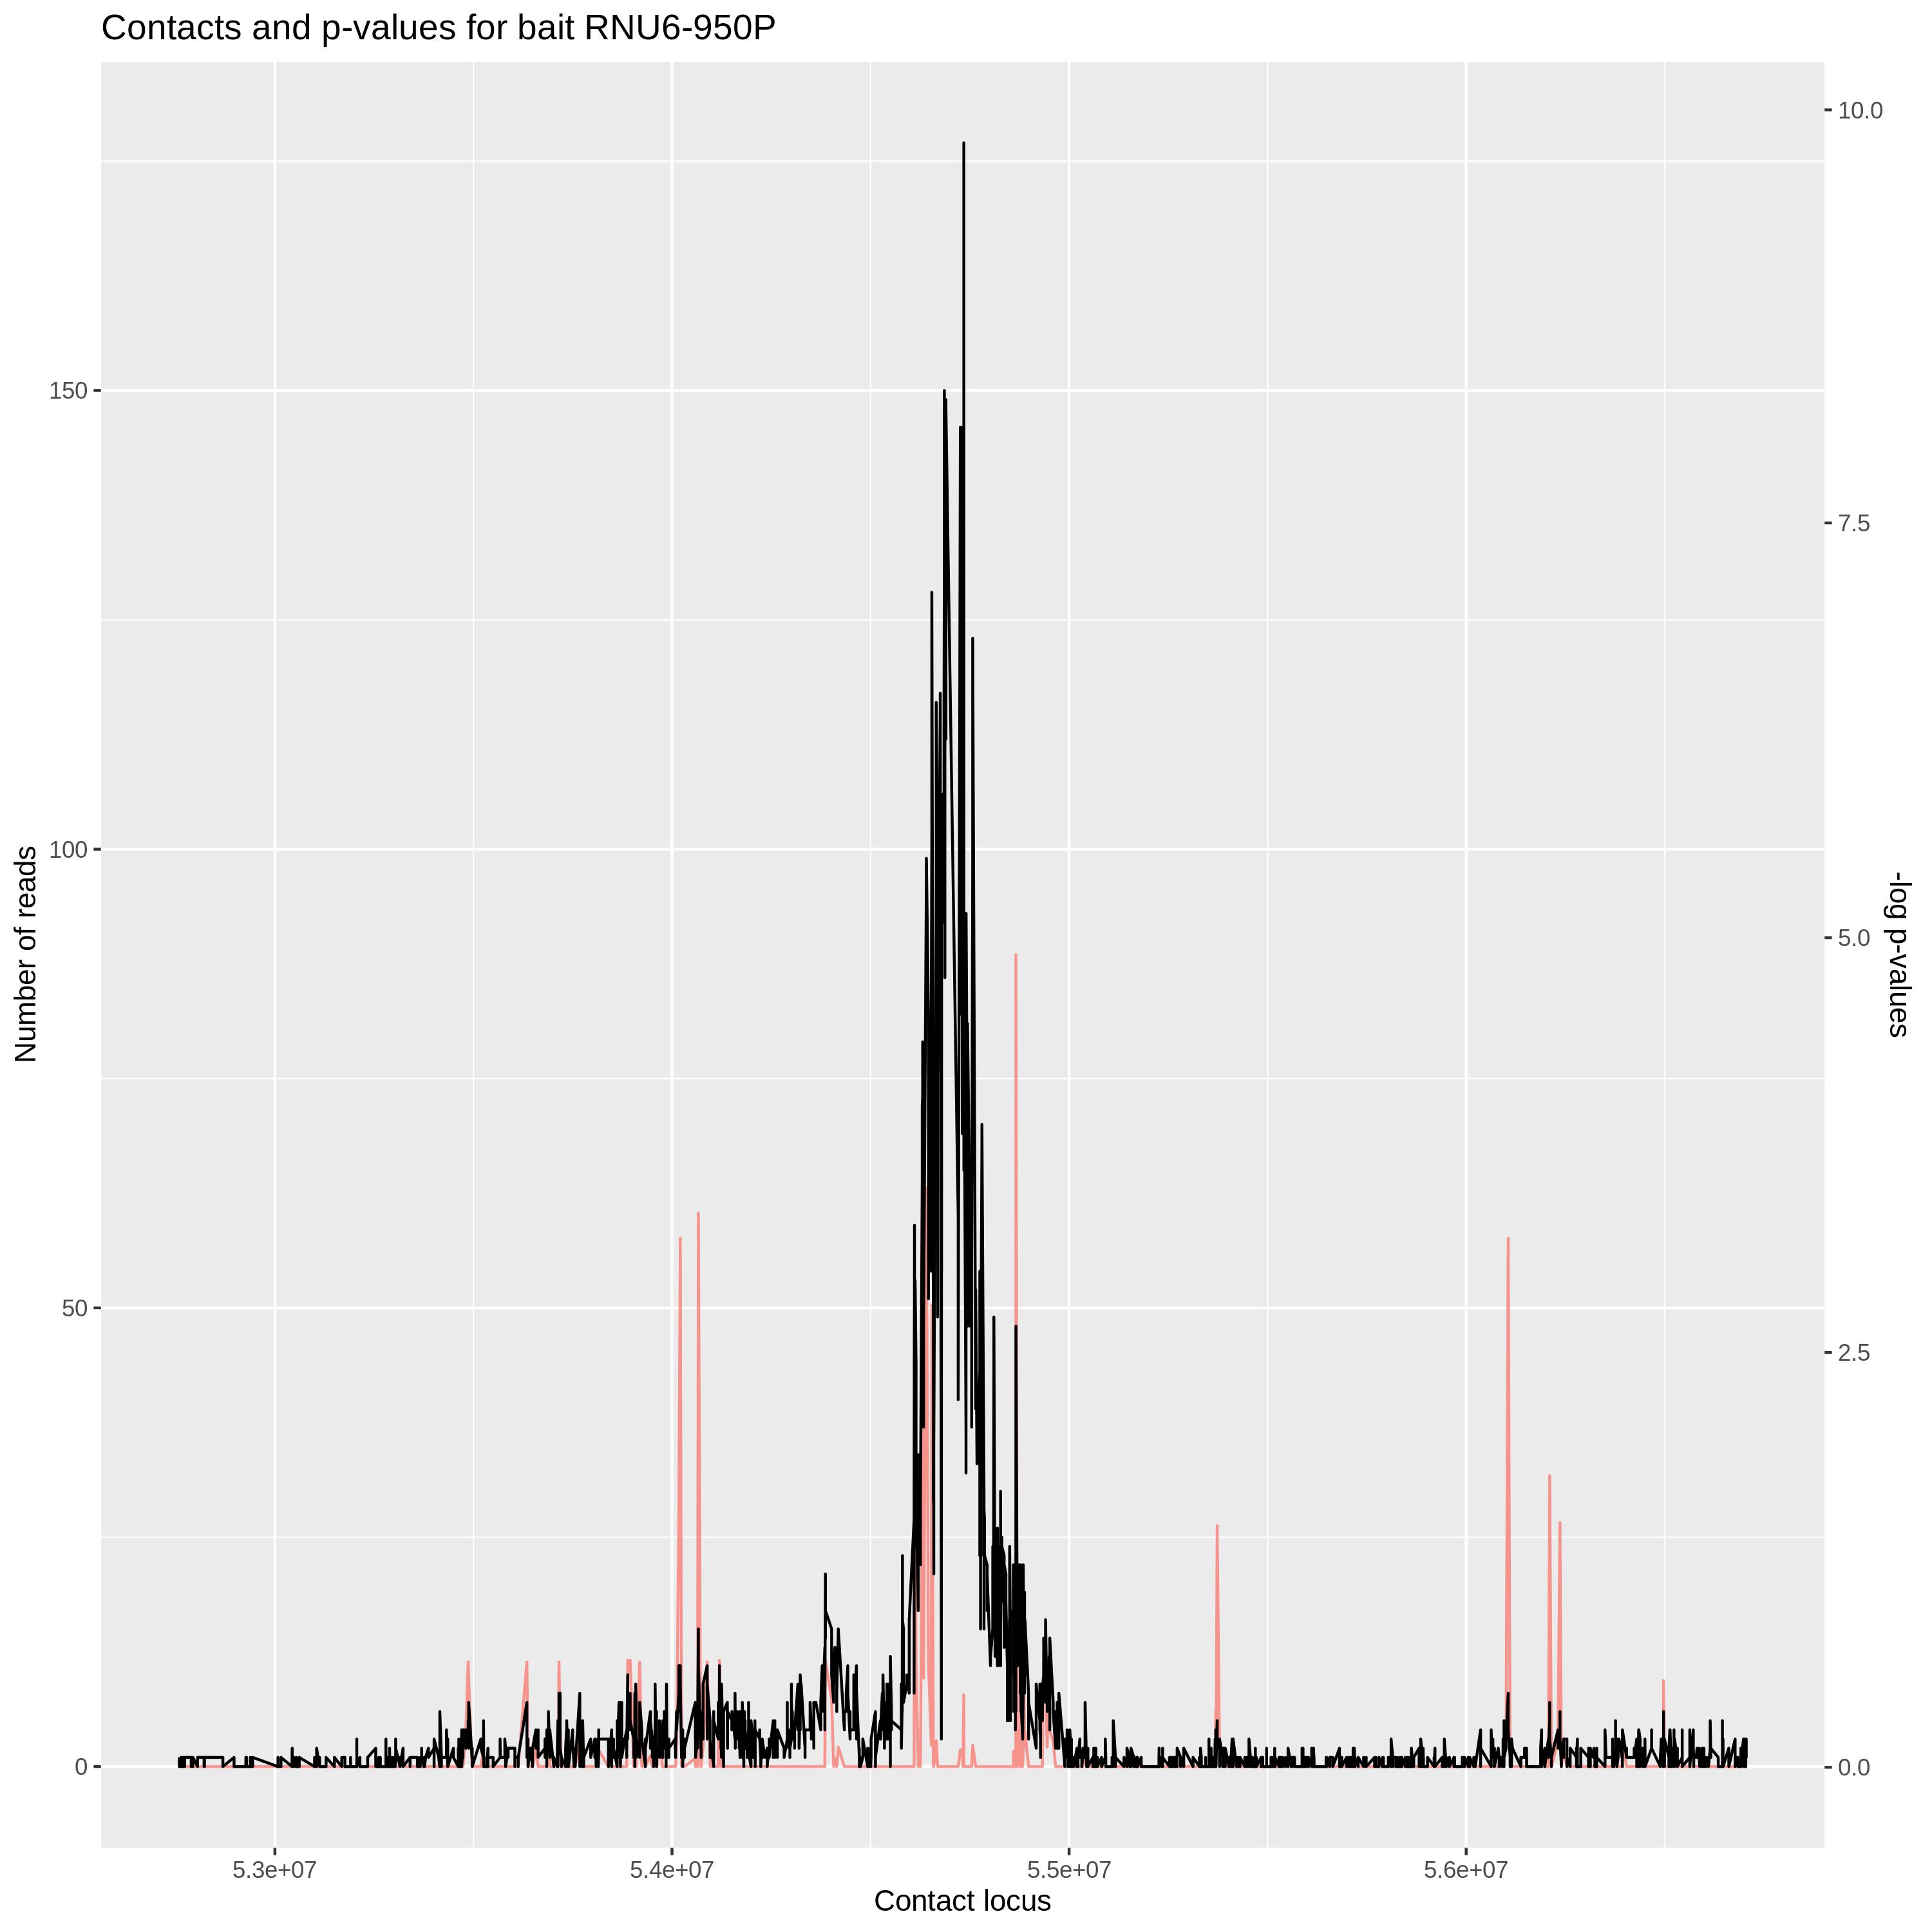 Contacts and p-values for bait RNU6-950P
10.0
7.5
5.0
2.5
0.0
150
100
50
0
Number of reads
-log p-values
5.3e+07
5.4e+07
5.5e+07
5.6e+07
Contact locus